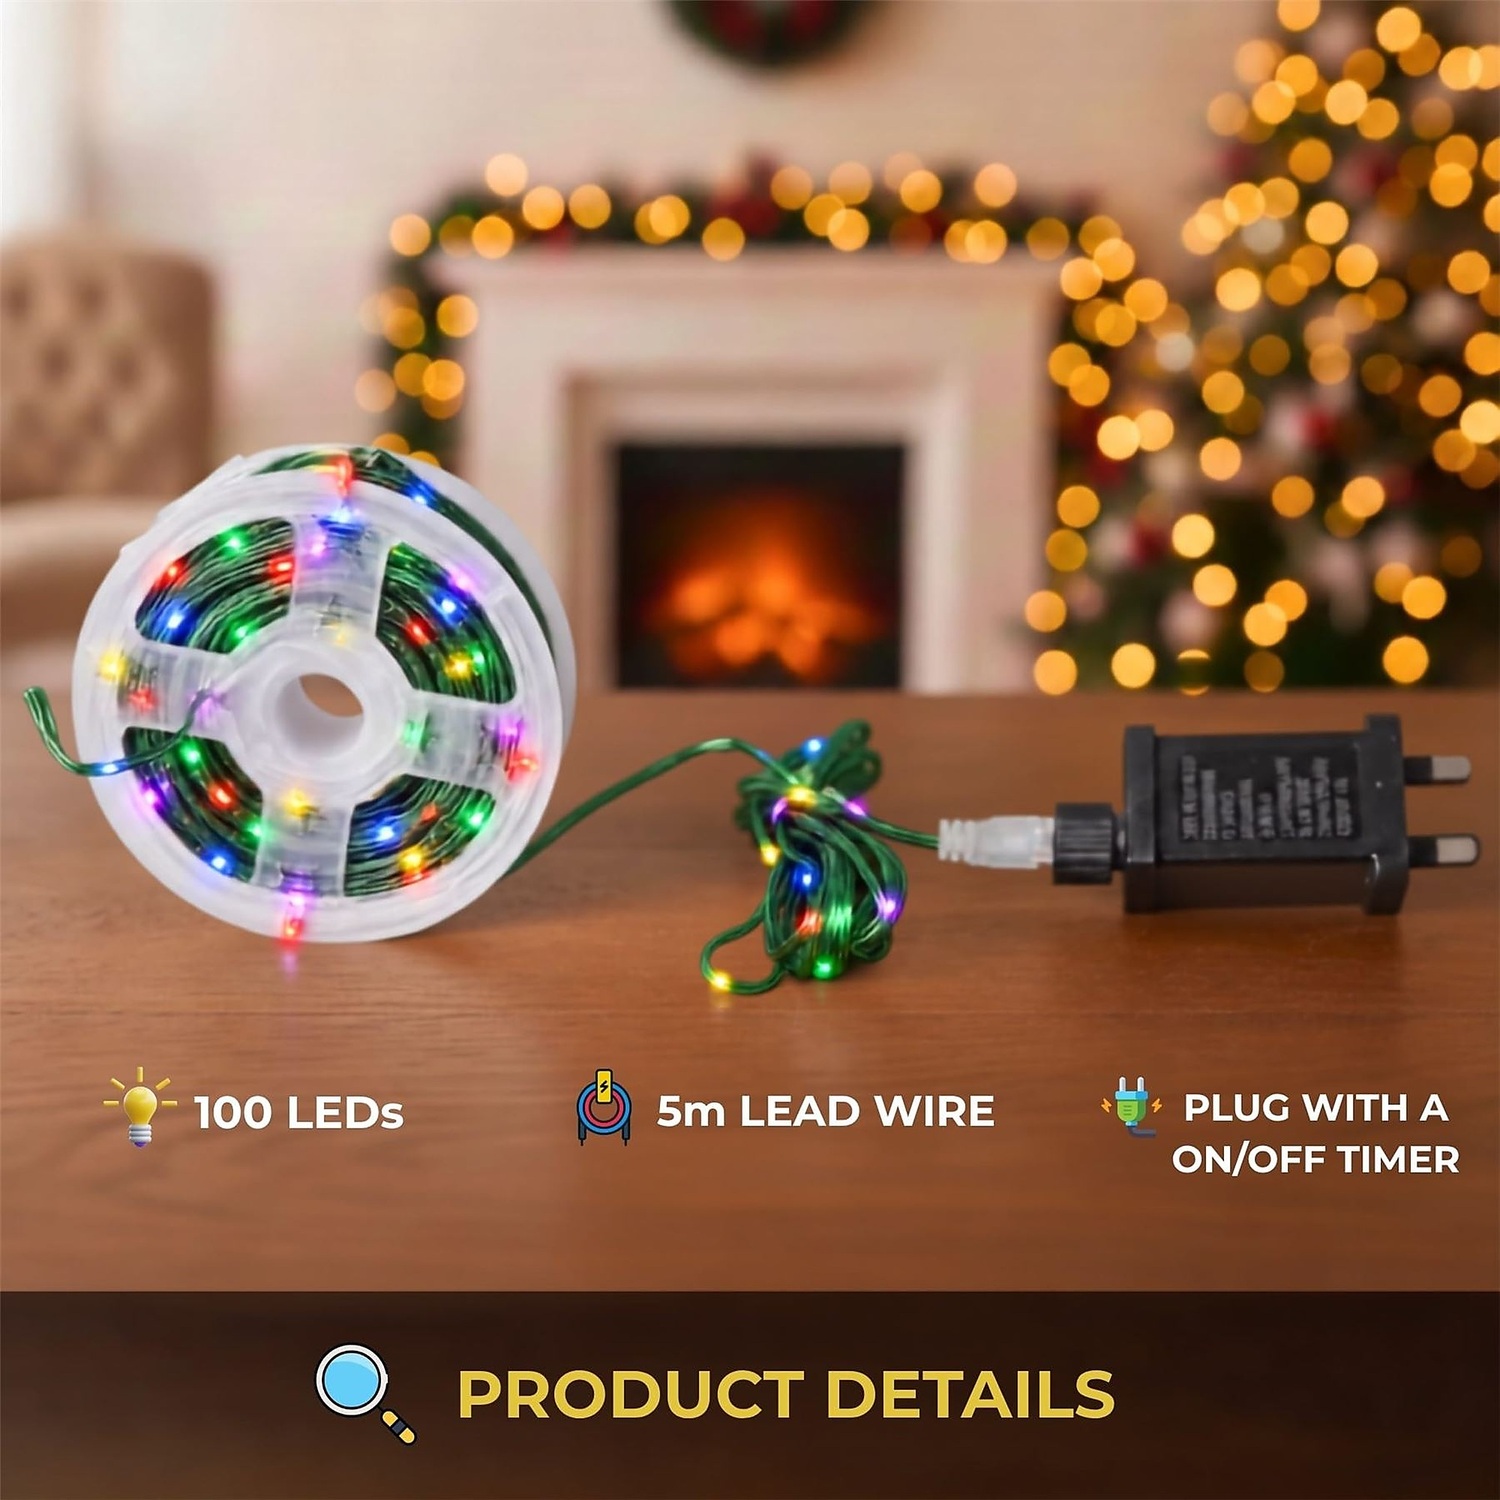 100 LEDs
5m LEAD WIRE
PLUG WITH A
ON/OFF TIMER
PRODUCT DETAILS